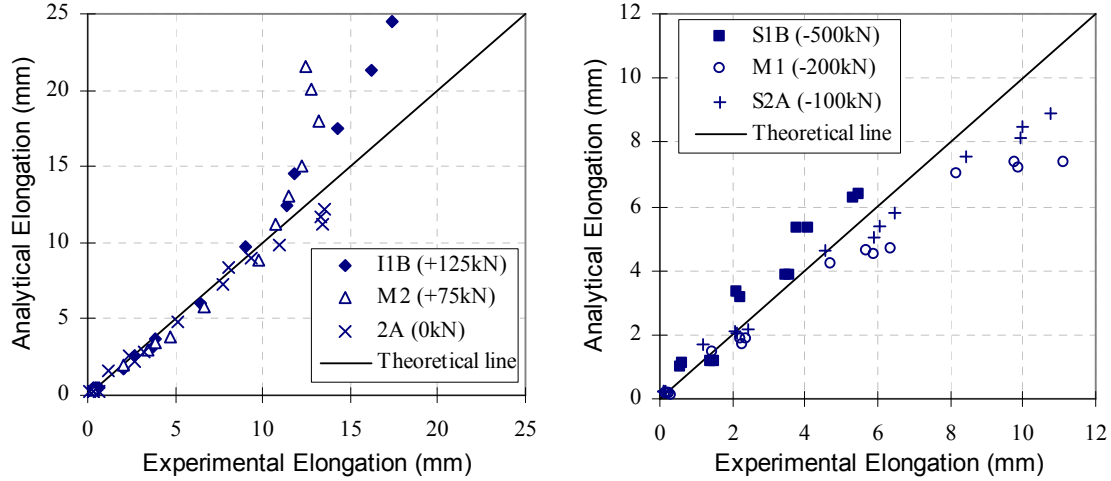 25
20
15
10
5
0
Analytical Elongation (mm)
I1B (+125kN)
M2 (+75kN)
2A (0kN)
Theoretical line
0 5 10 15 20 25
Experimental Elongation (mm)
12
10
8
6
4
2
0
Analytical Elongation (mm)
S1B (-500kN)
M1 (-200kN)
S2A (-100kN)
Theoretical line
0 2 4 6 8 10 12
Experimental Elongation (mm)